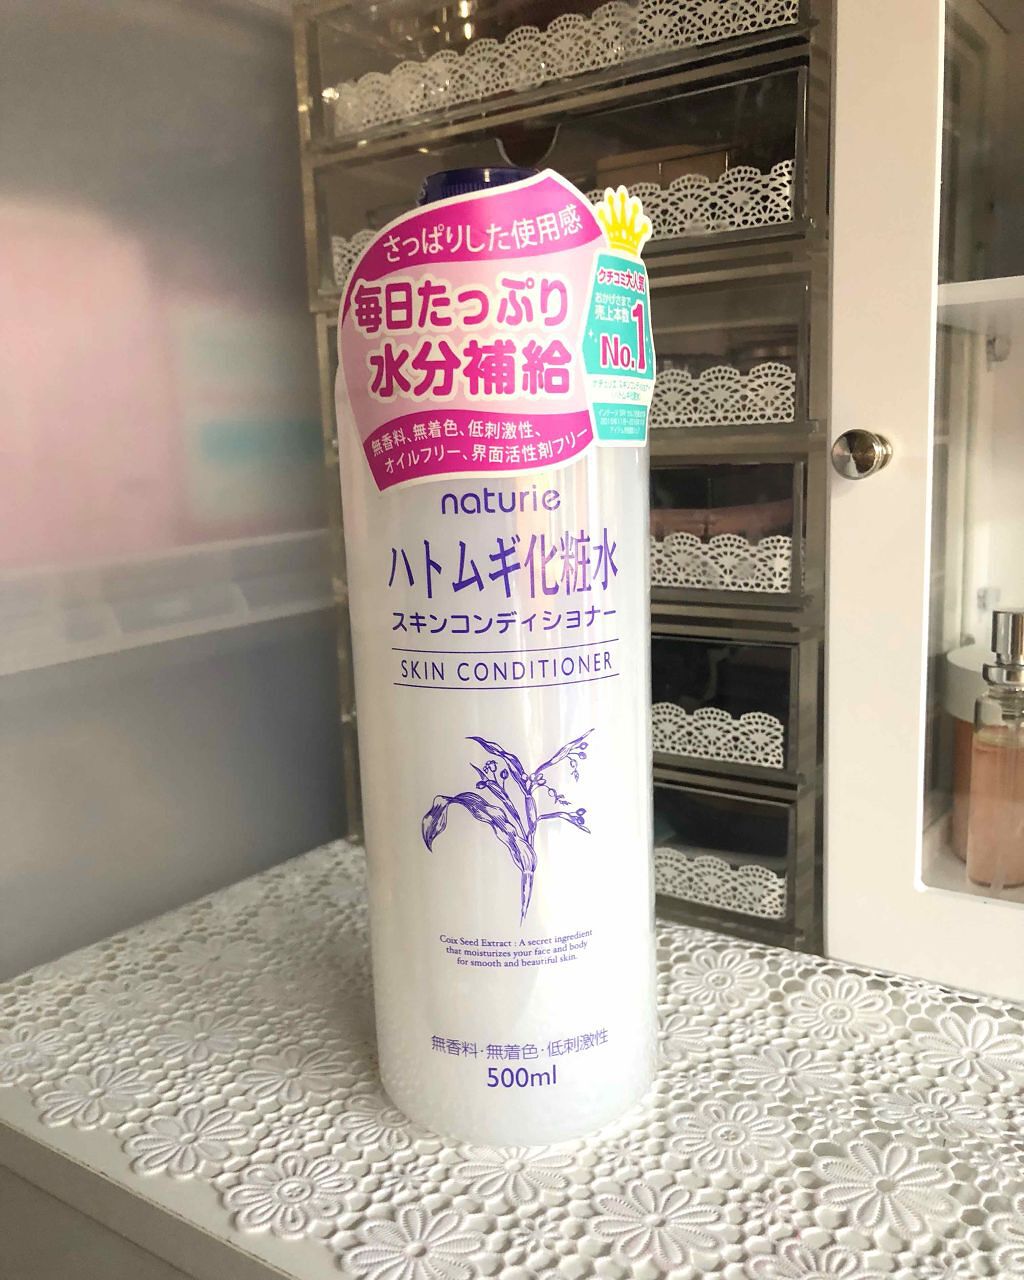 さっぱりした使用感
毎日たっぷり
水分補給
無香料、無着色、低刺激性、
オイルフリー、界面活性剤フリー
クチコミ大人気
おかげさまで
売上本数
No.1
naturie
ハトムギ化粧水
スキンコンディショナー
SKIN CONDITIONER
Coix Seed Extract : A secret ingredient
that moisturizes your face and body
for smooth and beautiful skin.
無香料・無着色・低刺激性
500ml